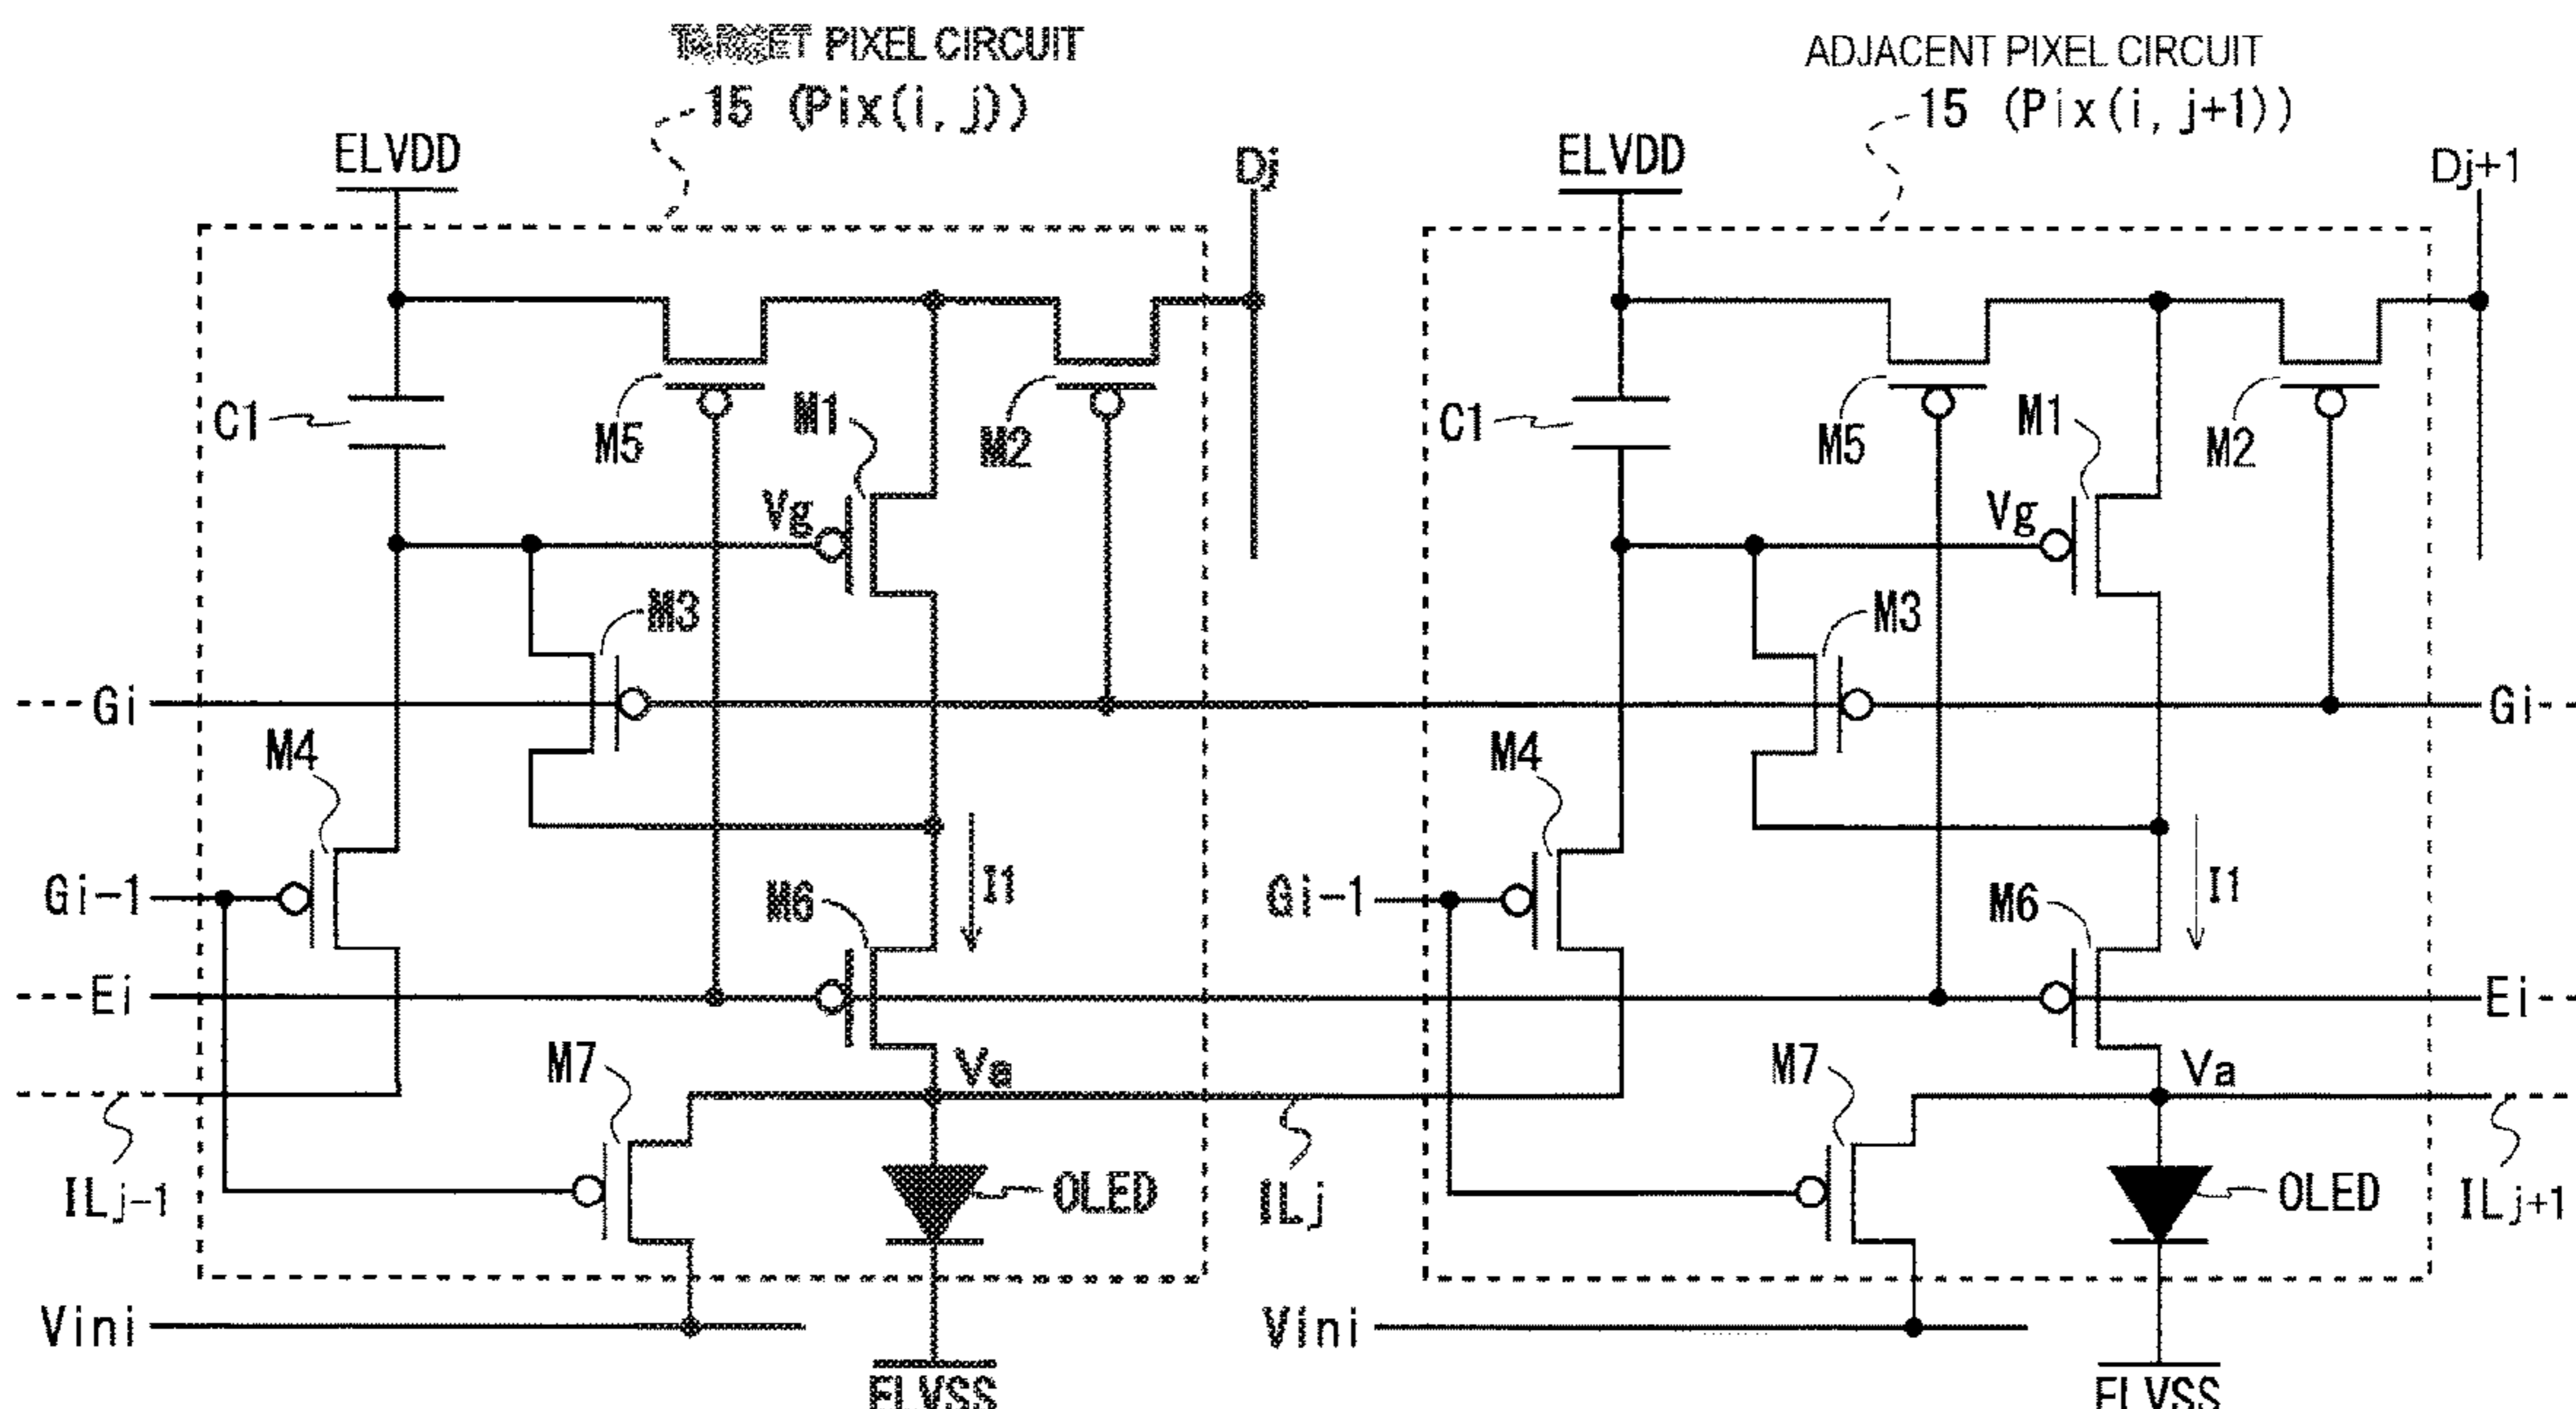 TARGET PIXEL CIRCUIT
15 (Pix(i, j))
ADJACENT PIXEL CIRCUIT
15 (Pix(i, j+1))
ELVDD
Dj
ELVDD
Dj+1
C1
M5
M1
M2
C1
M5
M1
M2
Vg
Vg
M3
M3
---Gi
Gi--
M4
M4
Gi-1
M6
I1
Gi-1
M6
I1
---Ei
Ei--
M7
Va
M7
Va
ILj-1
OLED
ILj
OLED
ILj+1
Vini
Vini
ELVSS
ELVSS